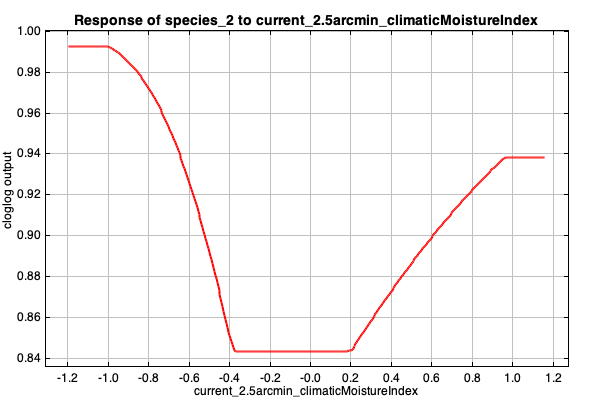 Response of species_2 to current_2.5arcmin_climaticMoistureIndex
1.00
0.98
0.96
0.94
0.92
0.90
0.88
0.86
0.84
cloglog output
-1.2 -1.0 -0.8 -0.6 -0.4 -0.2 -0.0 0.2 0.4 0.6 0.8 1.0 1.2
current_2.5arcmin_climaticMoistureIndex